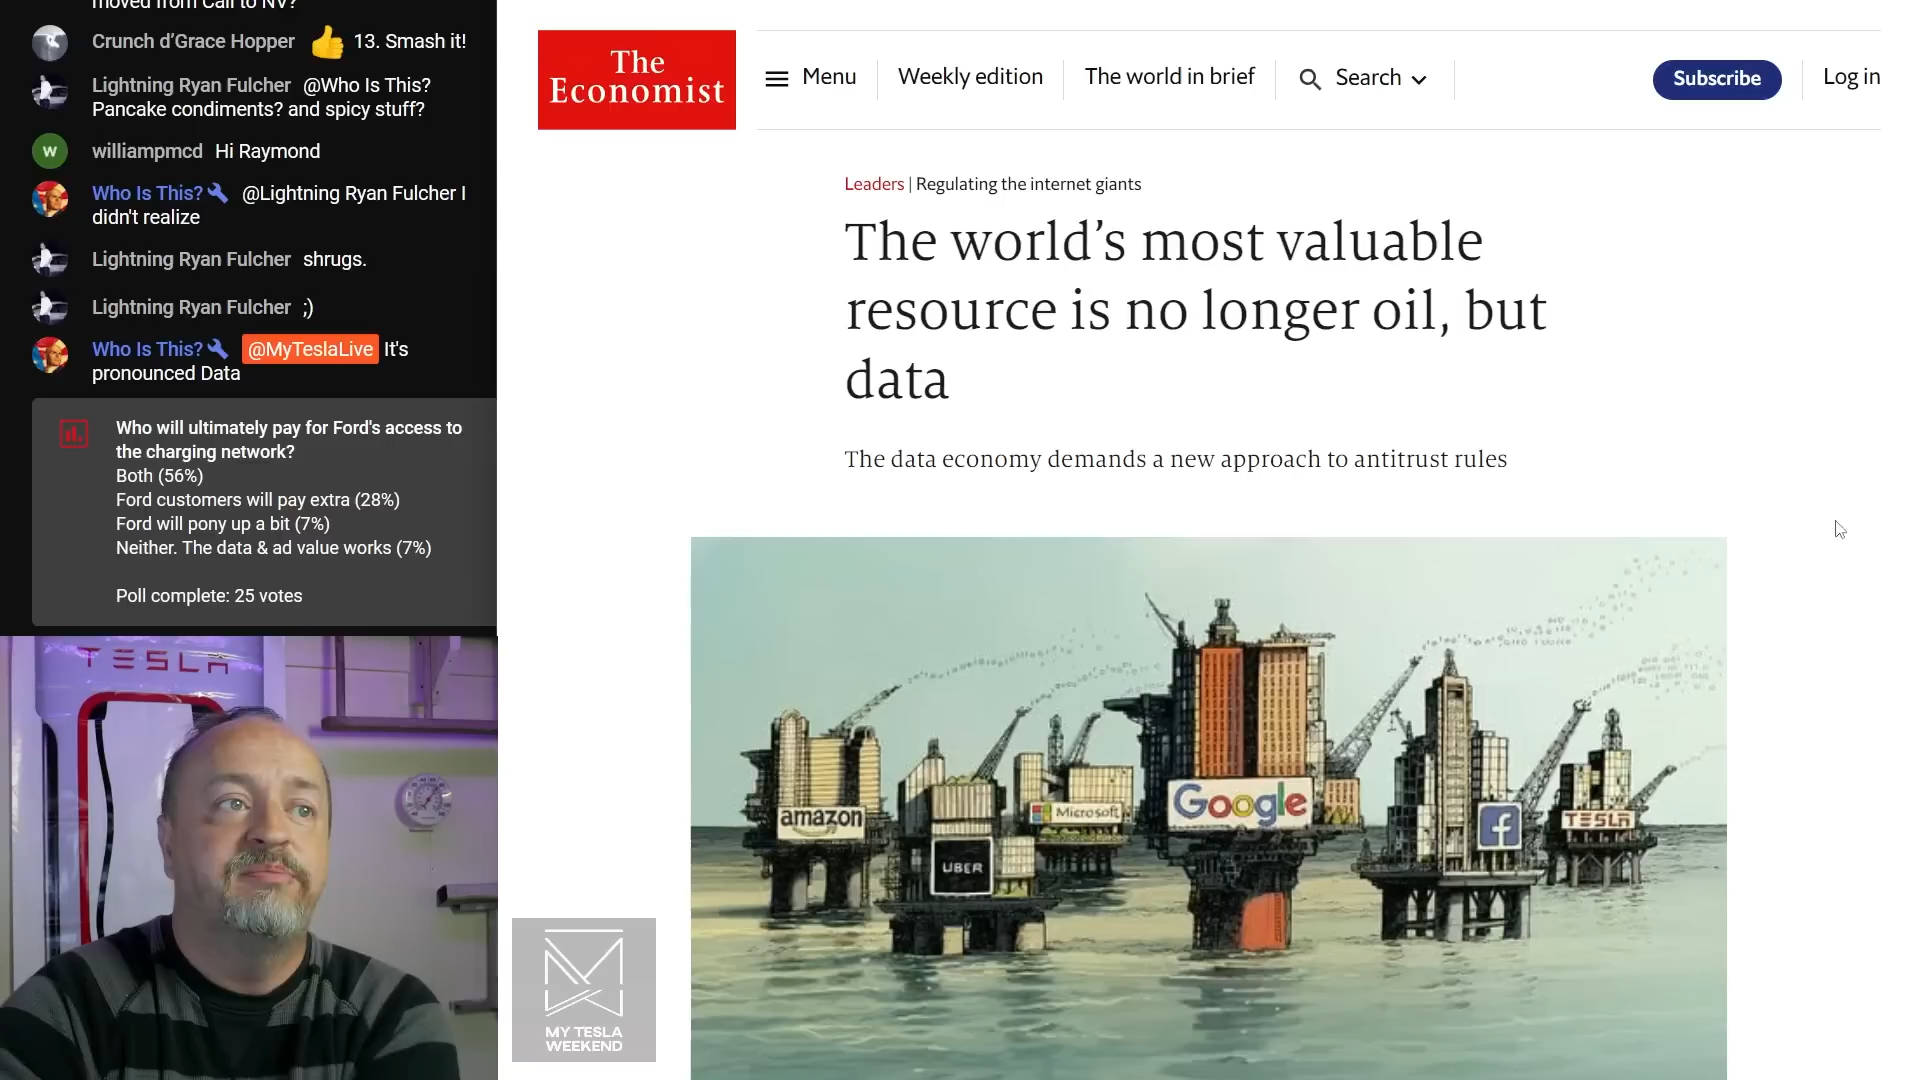 moved from Cali to NV?
Crunch d’Grace Hopper 👍 13. Smash it!
Lightning Ryan Fulcher @Who Is This?
Pancake condiments? and spicy stuff?
W
williampmcd Hi Raymond
Who Is This? @Lightning Ryan Fulcher I
didn't realize
Lightning Ryan Fulcher shrugs.
Lightning Ryan Fulcher ;)
Who Is This? @MyTeslaLive It's
pronounced Data
Who will ultimately pay for Ford's access to
the charging network?
Both (56%)
Ford customers will pay extra (28%)
Ford will pony up a bit (7%)
Neither. The data & ad value works (7%)
Poll complete: 25 votes
TESLA
MY TESLA
WEEKEND
The
Economist
Menu
Weekly edition
The world in brief
Search
Subscribe
Log in
Leaders | Regulating the internet giants
The world’s most valuable
resource is no longer oil, but
data
The data economy demands a new approach to antitrust rules
amazon
UBER
Microsoft
Google
f
TESLA